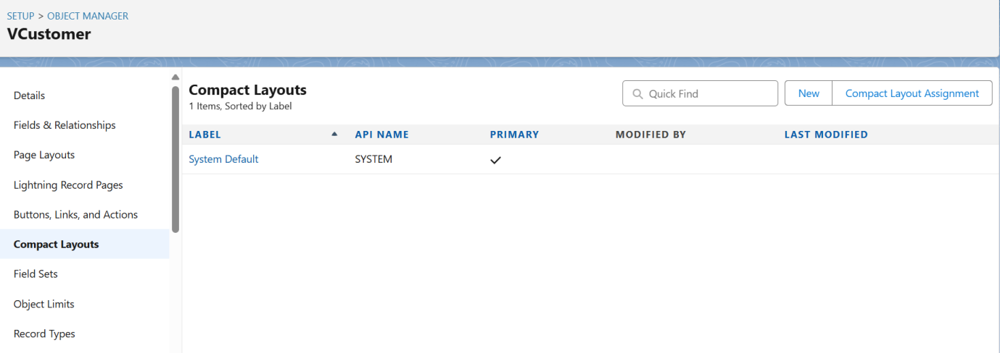 SETUP > OBJECT MANAGER
VCustomer
Details
Fields & Relationships
Page Layouts
Lightning Record Pages
Buttons, Links, and Actions
Compact Layouts
Field Sets
Object Limits
Record Types
Compact Layouts
1 Items, Sorted by Label
Quick Find
New
Compact Layout Assignment
LABEL API NAME PRIMARY MODIFIED BY LAST MODIFIED
System Default SYSTEM